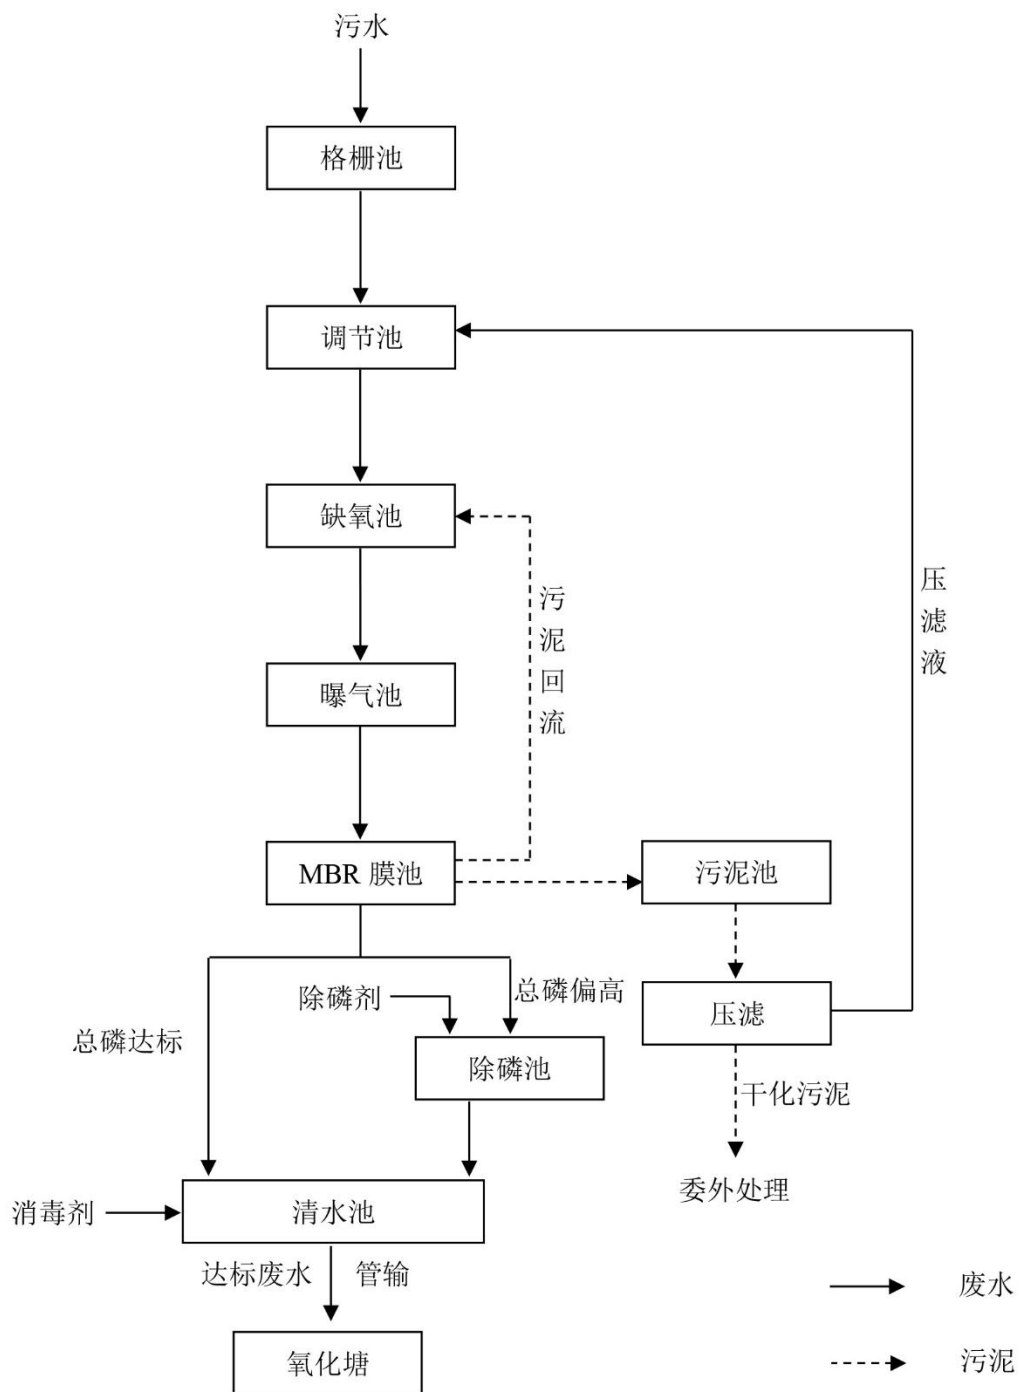 污水
格栅池
调节池
缺氧池
污泥回流
压滤液
曝气池
MBR 膜池
污泥池
除磷剂
总磷偏高
压滤
总磷达标
除磷池
干化污泥
委外处理
消毒剂
清水池
达标废水
管输
废水
氧化塘
污泥